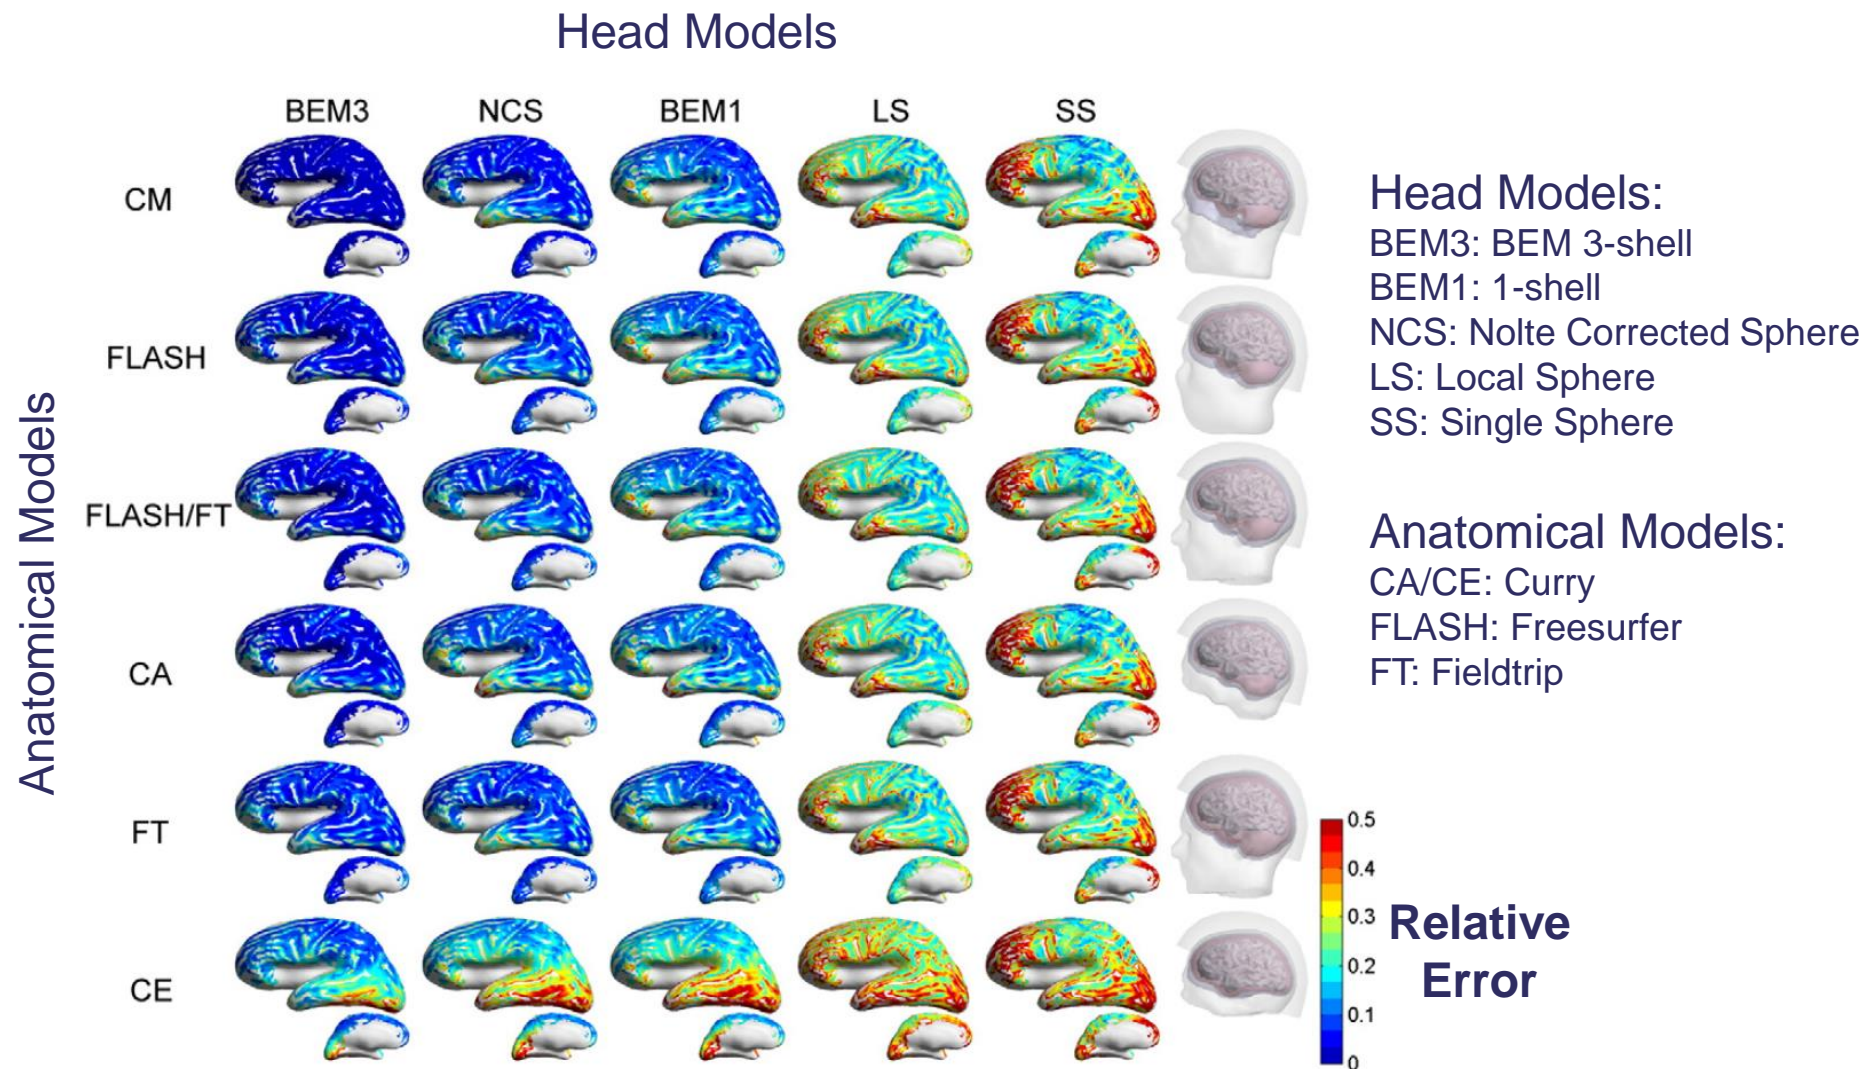 Head Models
BEM3 NCS BEM1 LS SS
CM
FLASH
FLASH/FT
CA
FT
CE
Anatomical Models
Head Models:
BEM3: BEM 3-shell
BEM1: 1-shell
NCS: Nolte Corrected Sphere
LS: Local Sphere
SS: Single Sphere
Anatomical Models:
CA/CE: Curry
FLASH: Freesurfer
FT: Fieldtrip
0.5
0.4
0.3
0.2
0.1
0
Relative
Error